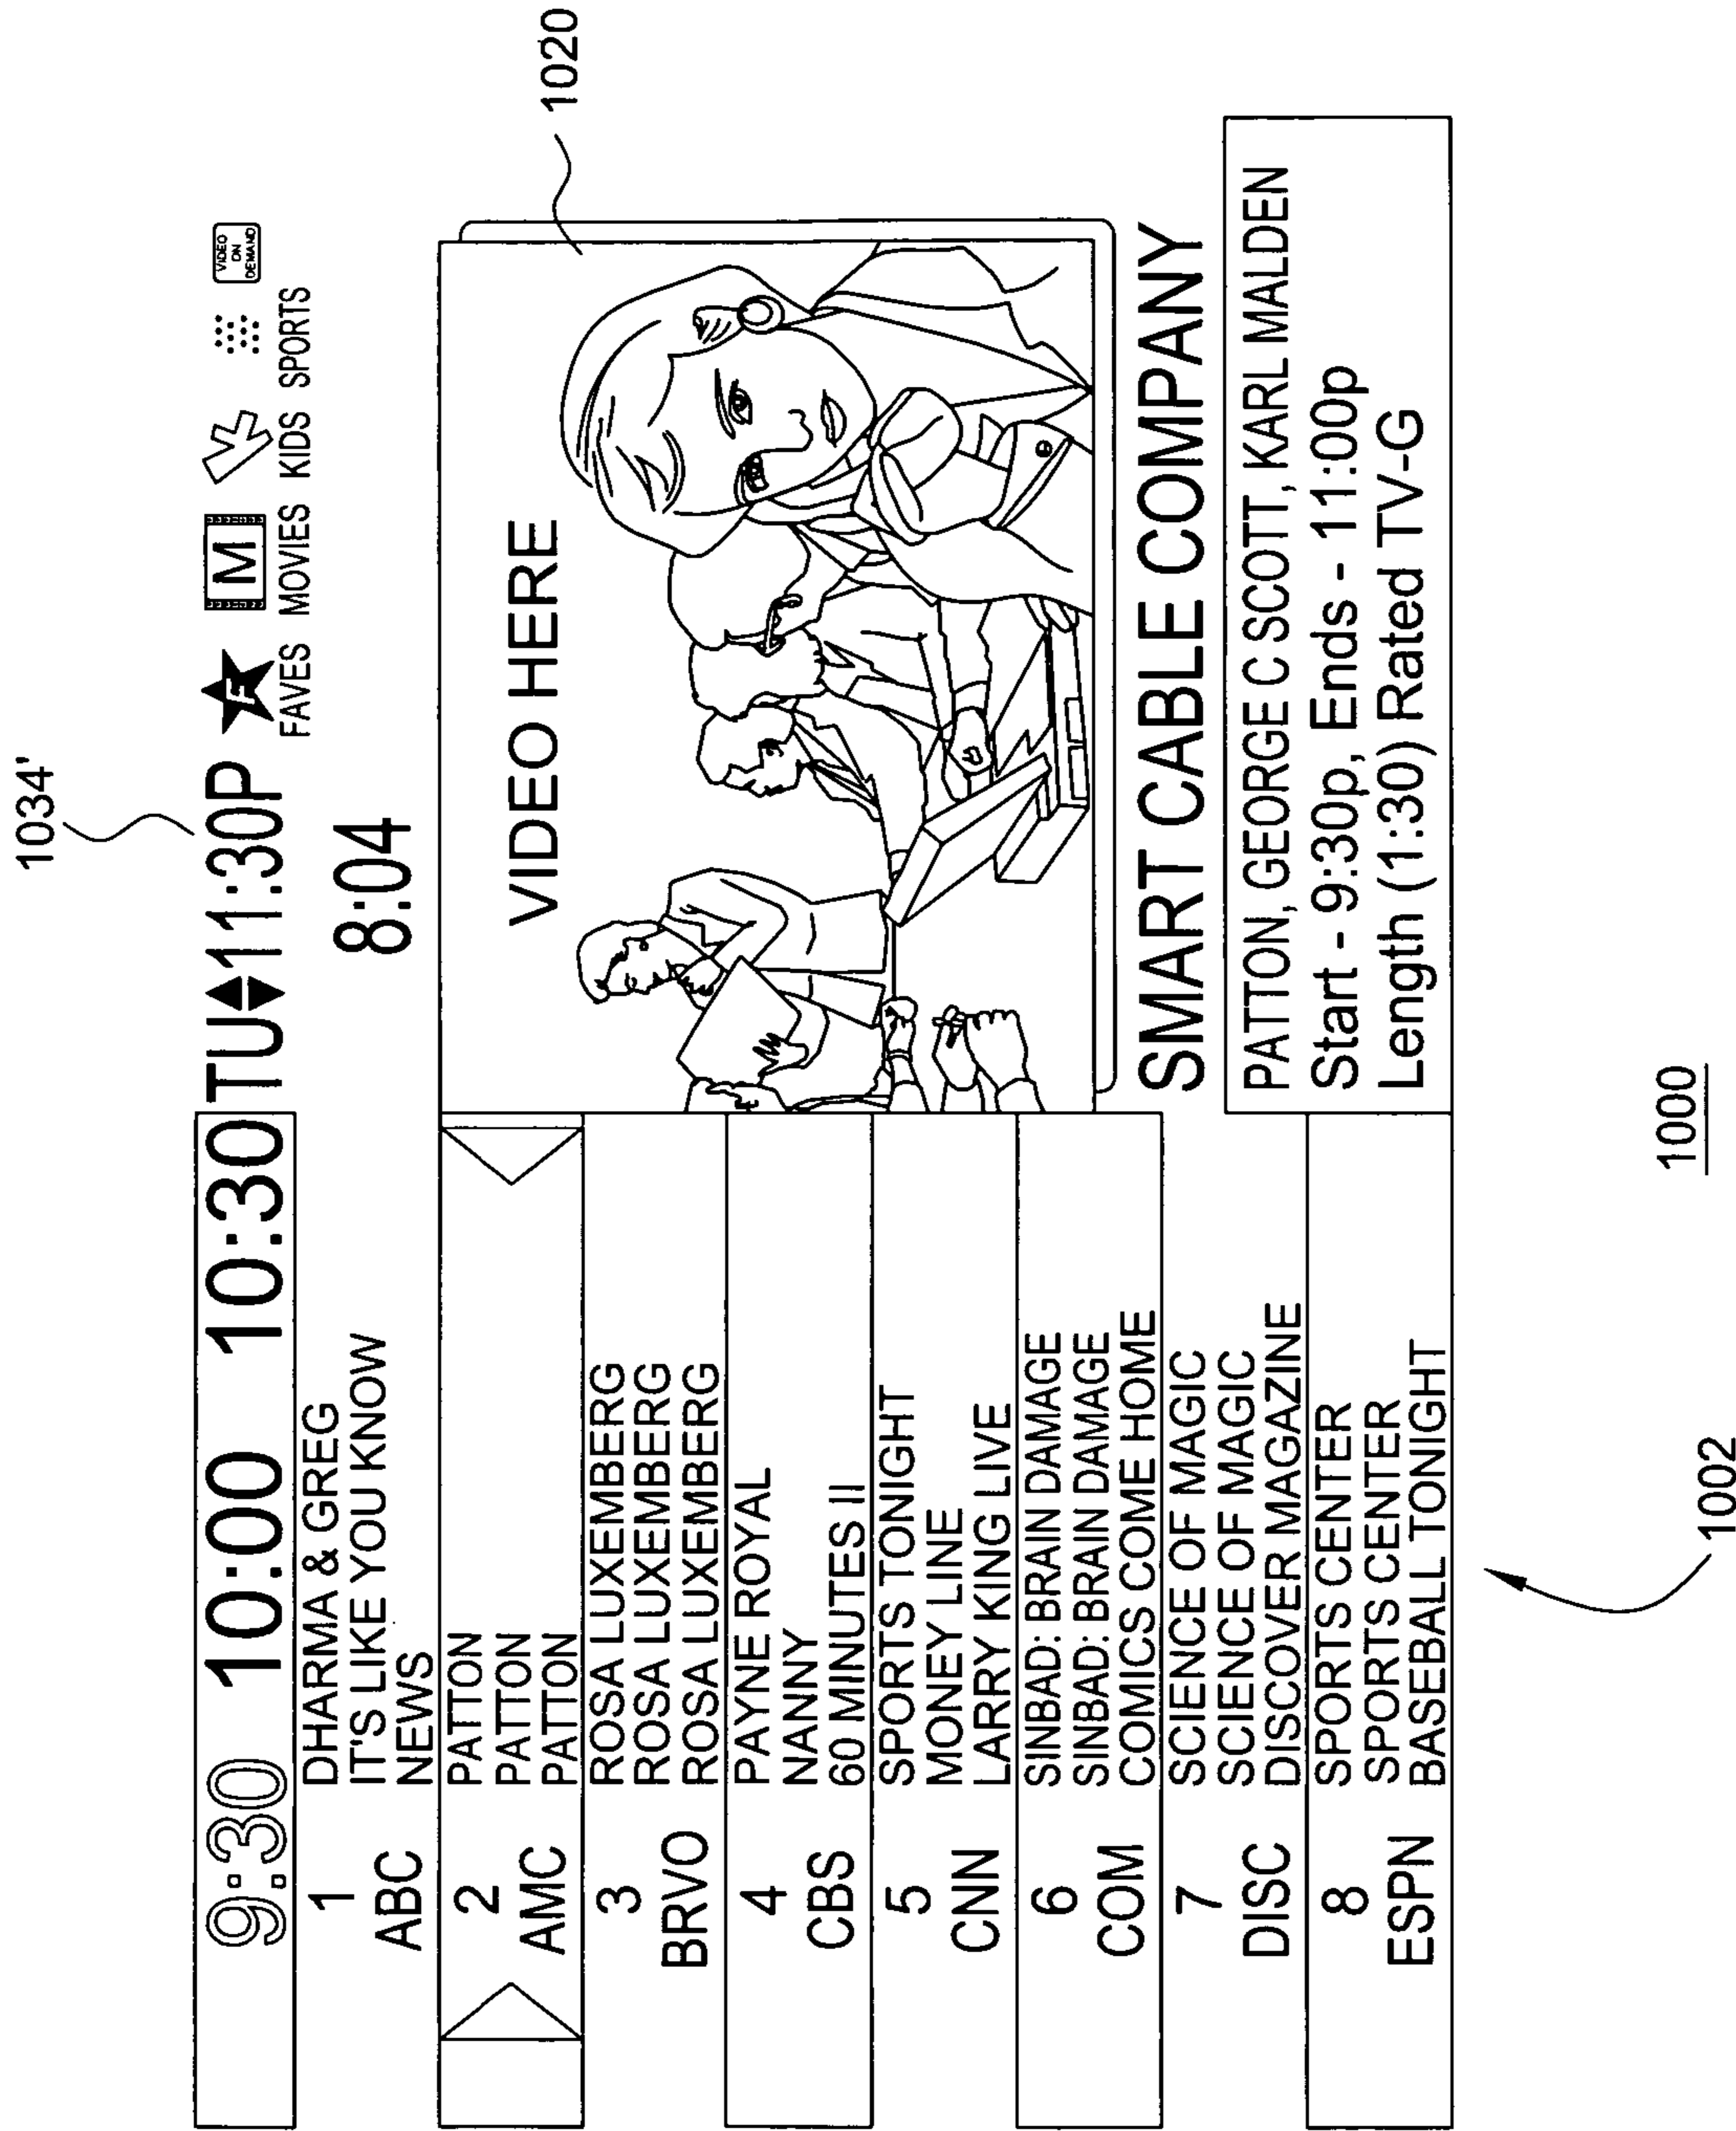 1034'
9:30 10:00 10:30 TU 11:30P
F M VIDEO ON DEMAND
FAVES MOVIES KIDS SPORTS
8:04
1 DHARMA & GREG
IT'S LIKE YOU KNOW
ABC NEWS
2 PATTON
PATTON
AMC PATTON
3 ROSA LUXEMBERG
ROSA LUXEMBERG
BRVO ROSA LUXEMBERG
4 PAYNE ROYAL
NANNY
CBS 60 MINUTES II
5 SPORTS TONIGHT
MONEY LINE
CNN LARRY KING LIVE
6 SINBAD: BRAIN DAMAGE
SINBAD: BRAIN DAMAGE
COM COMICS COME HOME
7 SCIENCE OF MAGIC
SCIENCE OF MAGIC
DISC DISCOVER MAGAZINE
8 SPORTS CENTER
SPORTS CENTER
ESPN BASEBALL TONIGHT
VIDEO HERE
1020
SMART CABLE COMPANY
PATTON, GEORGE C SCOTT, KARL MALDEN
Start - 9:30p, Ends - 11:00p
Length (1:30) Rated TV-G
1002
1000